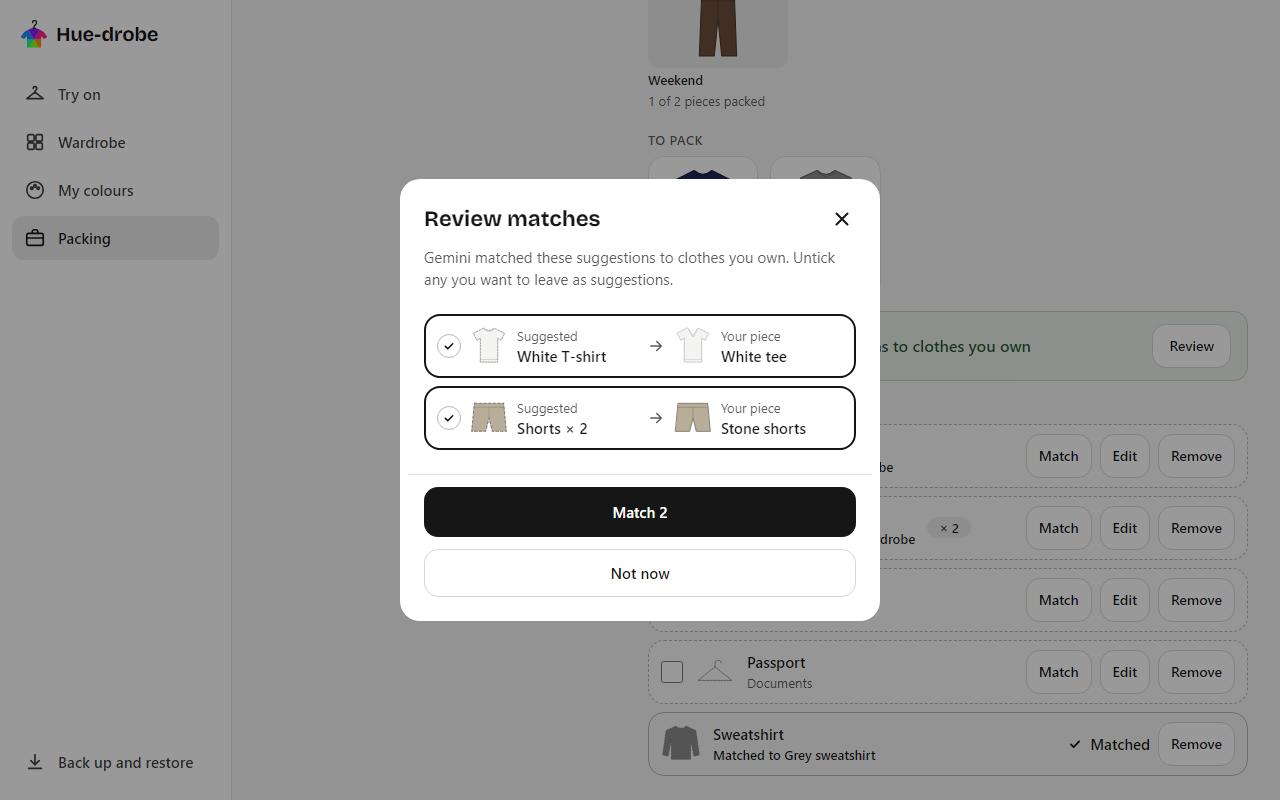 Hue-drobe
Try on
Wardrobe
My colours
Packing
Back up and restore
Weekend
1 of 2 pieces packed
TO PACK
Review matches
Gemini matched these suggestions to clothes you own. Untick
any you want to leave as suggestions.
Suggested
White T-shirt
Your piece
White tee
Suggested
Shorts × 2
Your piece
Stone shorts
Match 2
Not now
to clothes you own
Review
Match
Edit
Remove
× 2
Match
Edit
Remove
Match
Edit
Remove
Passport
Documents
Match
Edit
Remove
Sweatshirt
Matched to Grey sweatshirt
Matched
Remove